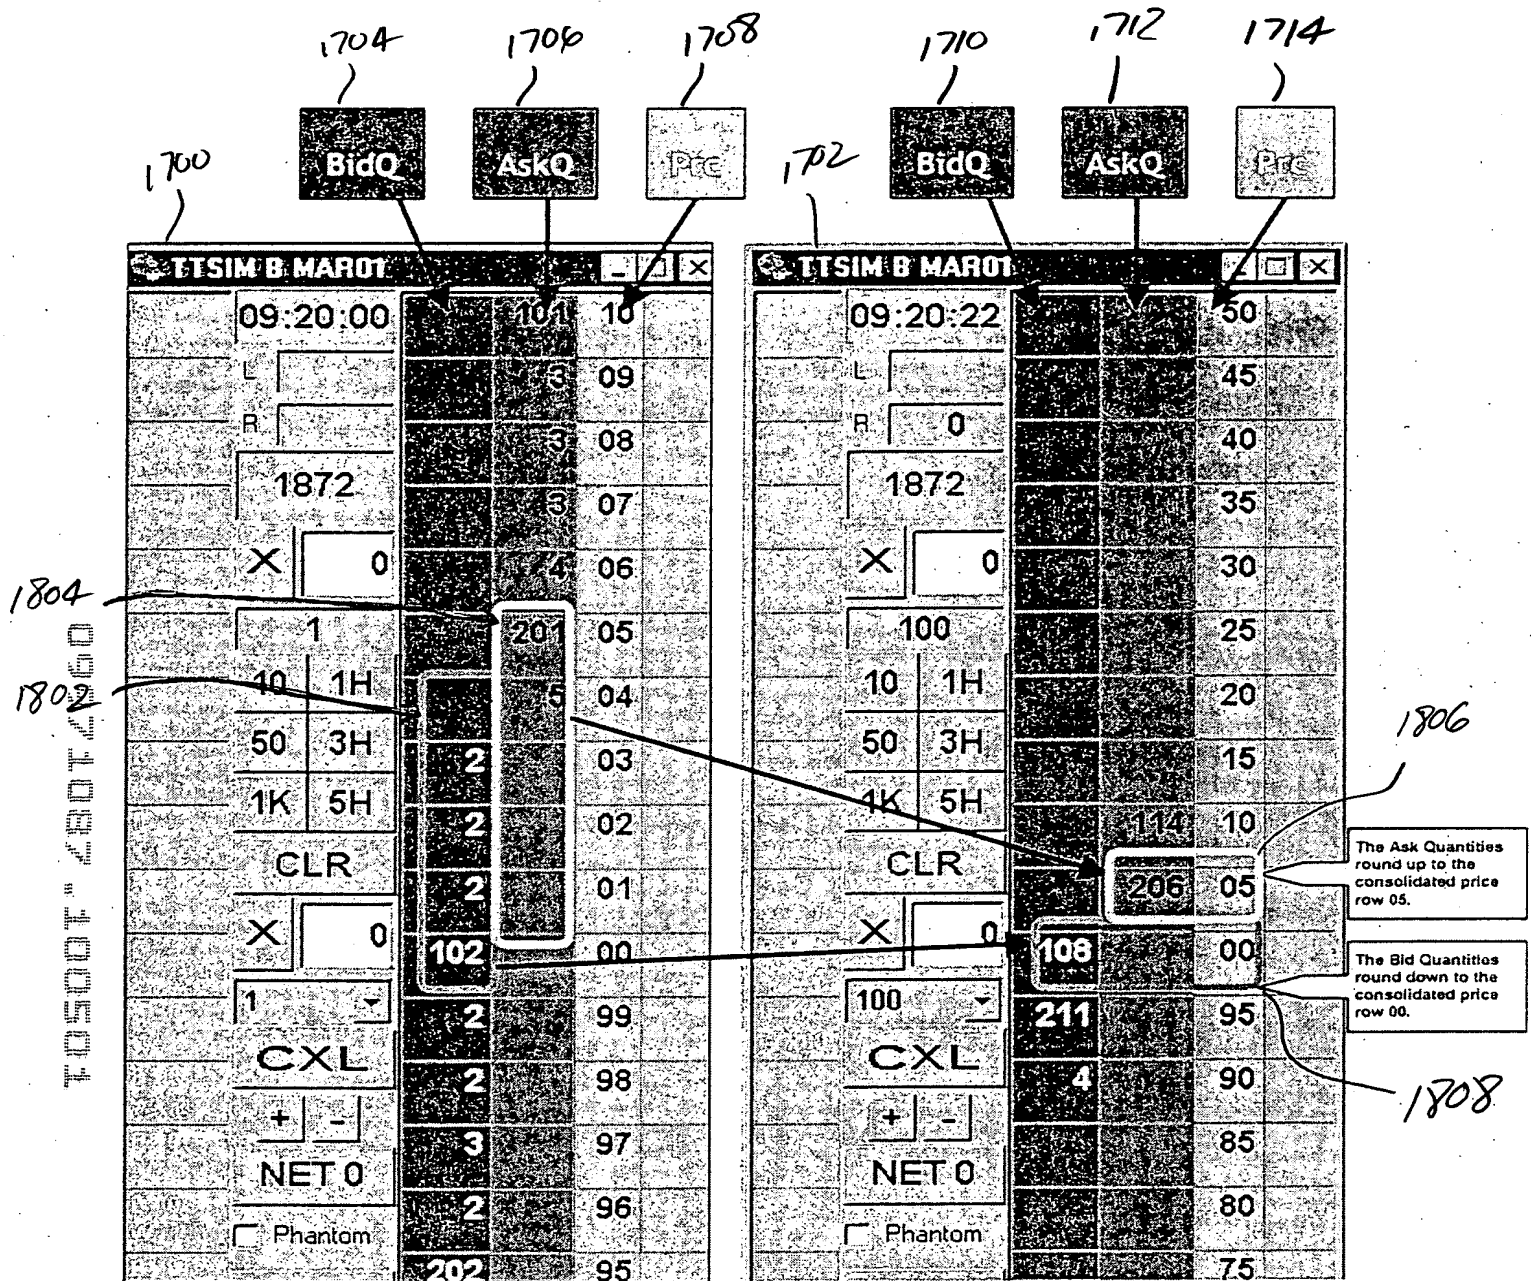 1704 1706 1708 1710 1712 1714
1700 BidQ AskQ Prc 1702 BidQ AskQ Prc
TTSIM B MAR01 TTSIM B MAR01
09:20:00 101 10 09:20:22 50
L 3 09 L 45
R 3 08 R 0 40
1872 3 07 1872 35
X 0 4 06 X 0 30
1804
1 201 05 100 25
1802 10 1H 5 04 10 1H 20
1806
50 3H 2 03 50 3H 15
1K 5H 2 02 1K 5H 114 10
CLR 2 01 CLR 206 05
The Ask Quantities
round up to the
consolidated price
row 05.
X 0 102 00 X 0 108 00
The Bid Quantities
round down to the
consolidated price
row 00.
1 2 99 100 211 95
CXL 2 98 CXL 4 90
1808
+ - 3 97 + - 85
NET 0 2 96 NET 0 80
Phantom Phantom
202 95 75